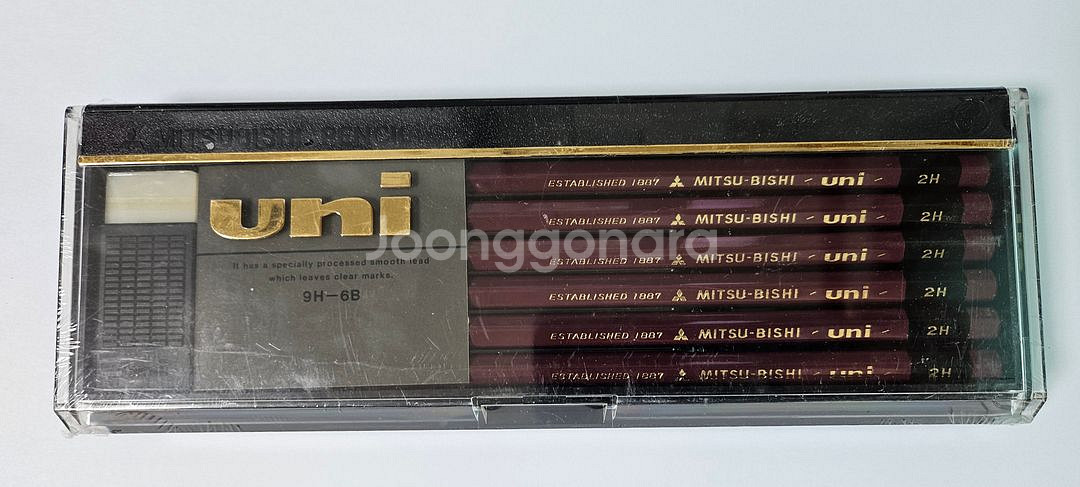 MITSUBISHI PENCIL
uni
It has a specially processed smooth lead
which leaves clear marks.
9H—6B
ESTABLISHED 1887 MITSU-BISHI - uni - 2H
ESTABLISHED 1887 MITSU-BISHI - uni - 2H
ESTABLISHED 1887 MITSU-BISHI - uni - 2H
ESTABLISHED 1887 MITSU-BISHI - uni - 2H
ESTABLISHED 1887 MITSU-BISHI - uni - 2H
ESTABLISHED 1887 MITSU-BISHI - uni - 2H
Joonggonara